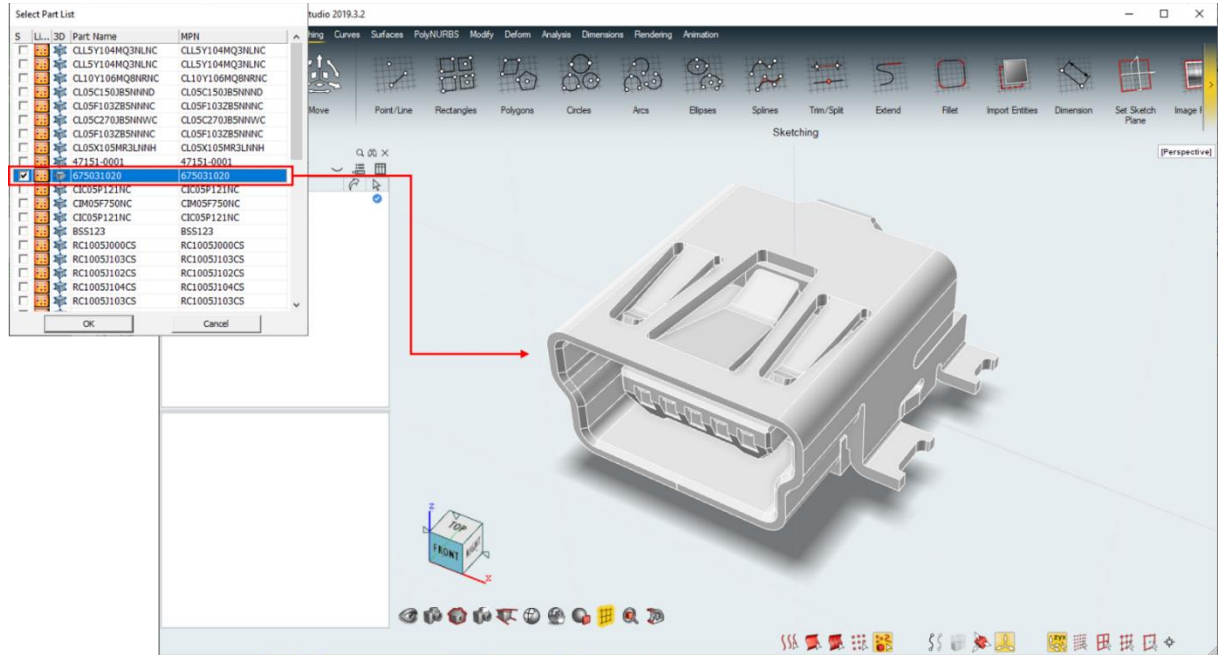 Select Part List
tudio 2019.3.2
S Li... 3D Part Name MPN
CLL5Y104MQ3NLNC CLL5Y104MQ3NLNC
CLL5Y104MQ3NLNC CLL5Y104MQ3NLNC
CL10Y106MQ8NRNC CL10Y106MQ8NRNC
CL05C150JB5NNND CL05C150JB5NNND
CL05F103ZB5NNNC CL05F103ZB5NNNC
CL05C270JB5NNWC CL05C270JB5NNWC
CL05F103ZB5NNNC CL05F103ZB5NNNC
CL05X105MR3LNNH CL05X105MR3LNNH
47151-0001 47151-0001
675031020 675031020
CIC05P121NC CIC05P121NC
CIM05F750NC CIM05F750NC
CIC05P121NC CIC05P121NC
BSS123 BSS123
RC1005J000CS RC1005J000CS
RC1005J103CS RC1005J103CS
RC1005J102CS RC1005J102CS
RC1005J104CS RC1005J104CS
RC1005J103CS RC1005J103CS
OK Cancel
hing Curves Surfaces PolyNURBS Modify Deform Analysis Dimensions Rendering Animation
Move Point/Line Rectangles Polygons Circles Arcs Ellipses Splines Trim/Split Extend Fillet Import Entities Dimension Set Sketch Plane Image
Sketching
[Perspective]
z
TOP
FRONT RIGHT
x